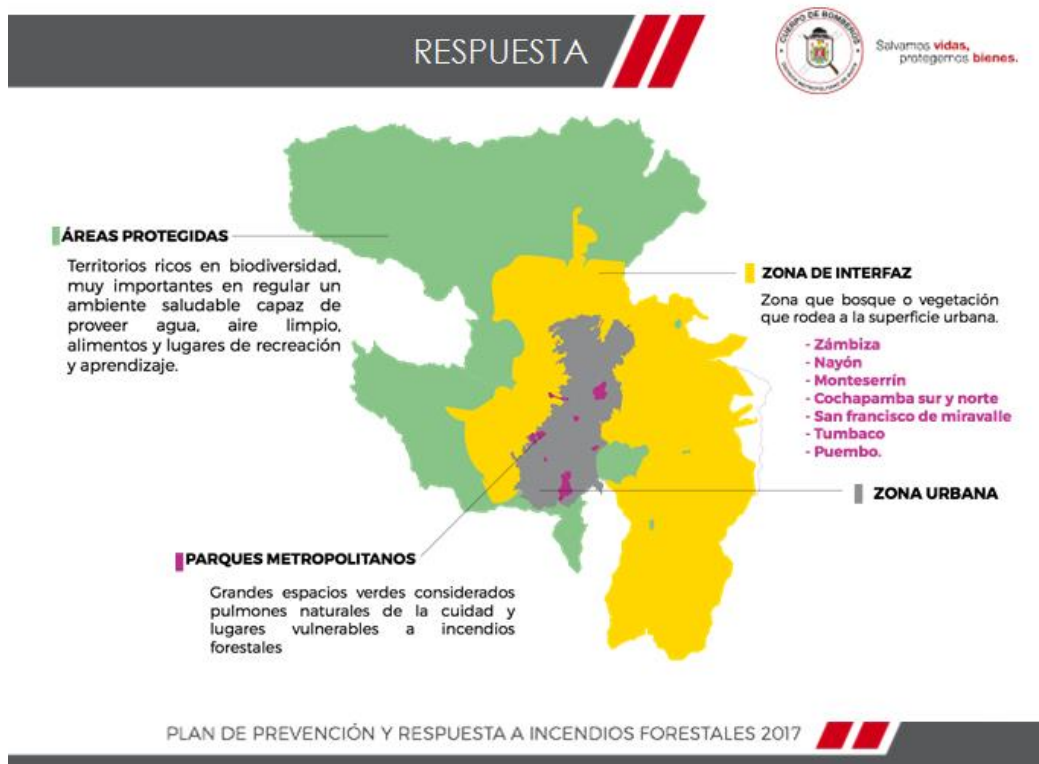 RESPUESTA
CUERPO DE BOMBEROS
Salvamos vidas,
protegemos bienes.
ÁREAS PROTEGIDAS
Territorios ricos en biodiversidad,
muy importantes en regular un
ambiente saludable capaz de
proveer agua, aire limpio,
alimentos y lugares de recreación
y aprendizaje.
ZONA DE INTERFAZ
Zona que bosque o vegetación
que rodea a la superficie urbana.
- Zámbiza
- Nayón
- Monteserrín
- Cochapamba sur y norte
- San francisco de miravalle
- Tumbaco
- Puembo.
ZONA URBANA
PARQUES METROPOLITANOS
Grandes espacios verdes considerados
pulmones naturales de la cuidad y
lugares vulnerables a incendios
forestales
PLAN DE PREVENCIÓN Y RESPUESTA A INCENDIOS FORESTALES 2017